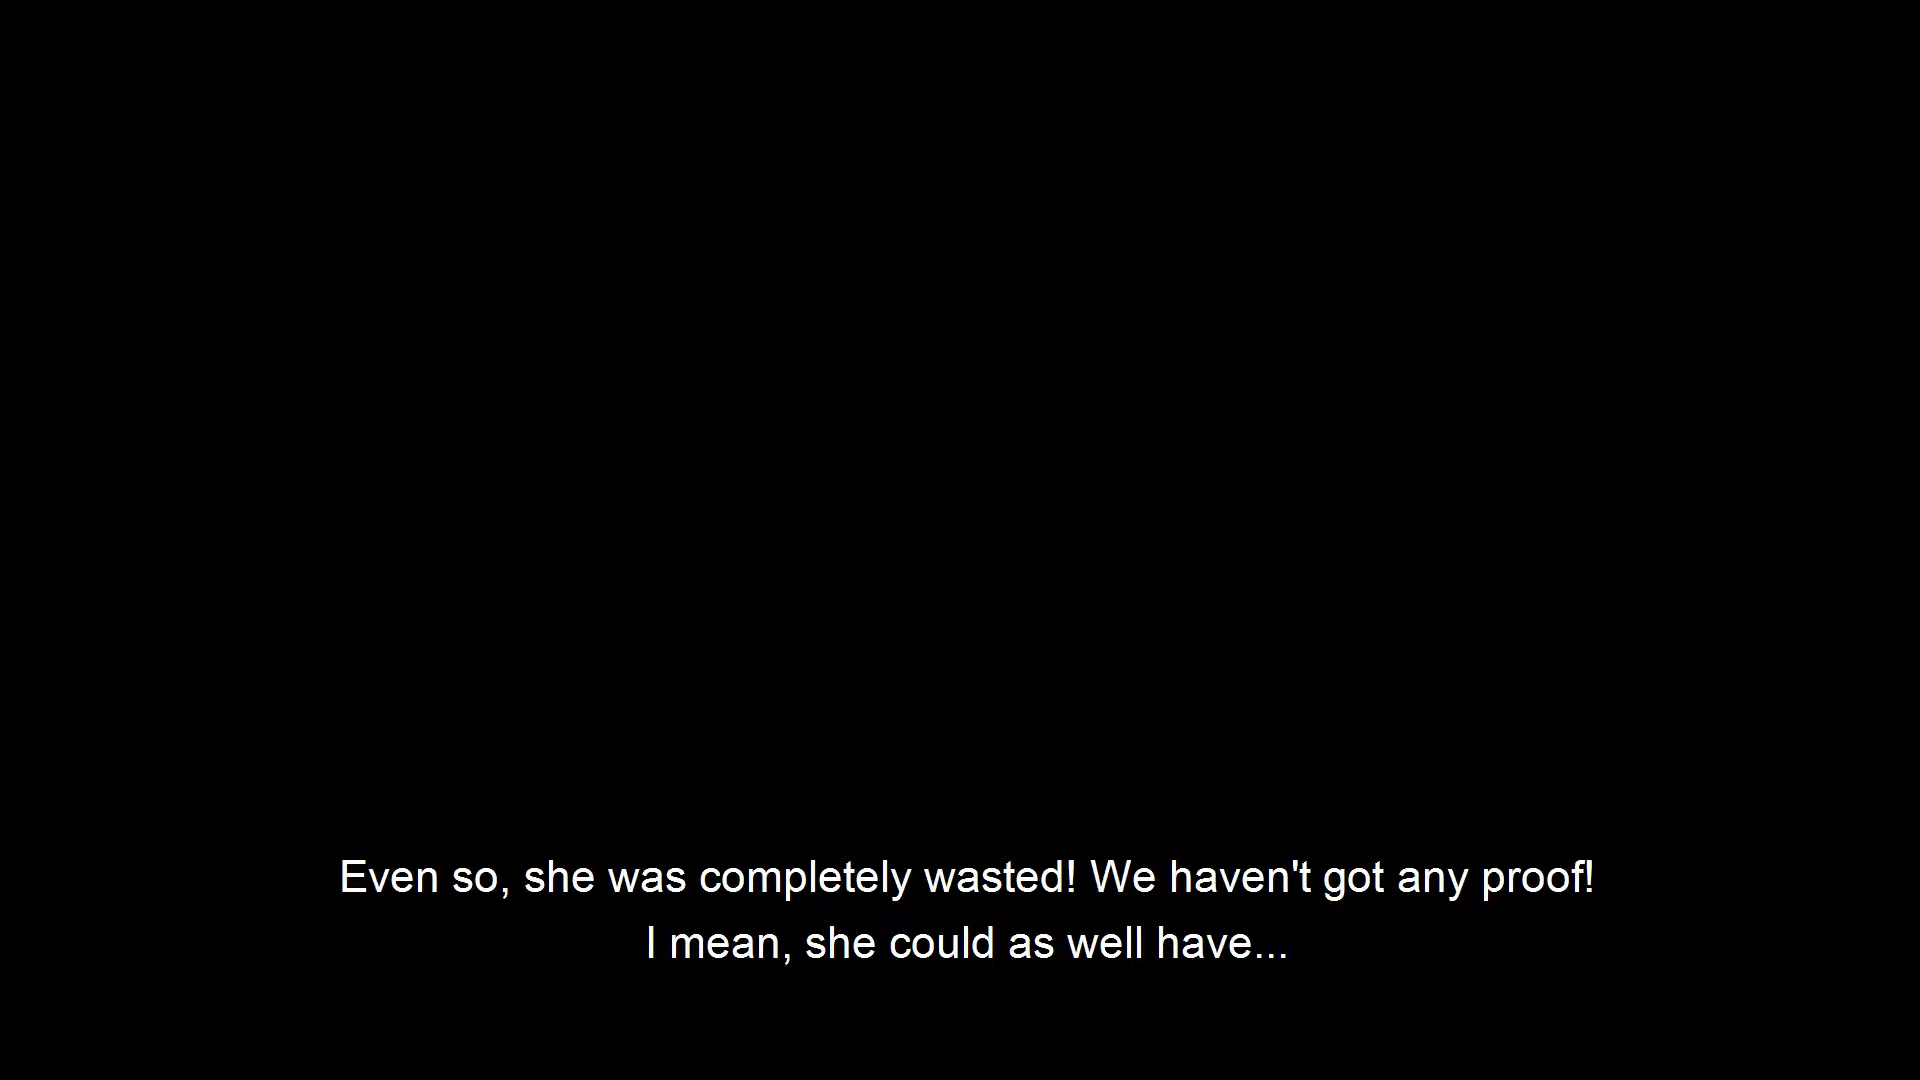 Even so, she was completely wasted! We haven't got any proof!
I mean, she could as well have...